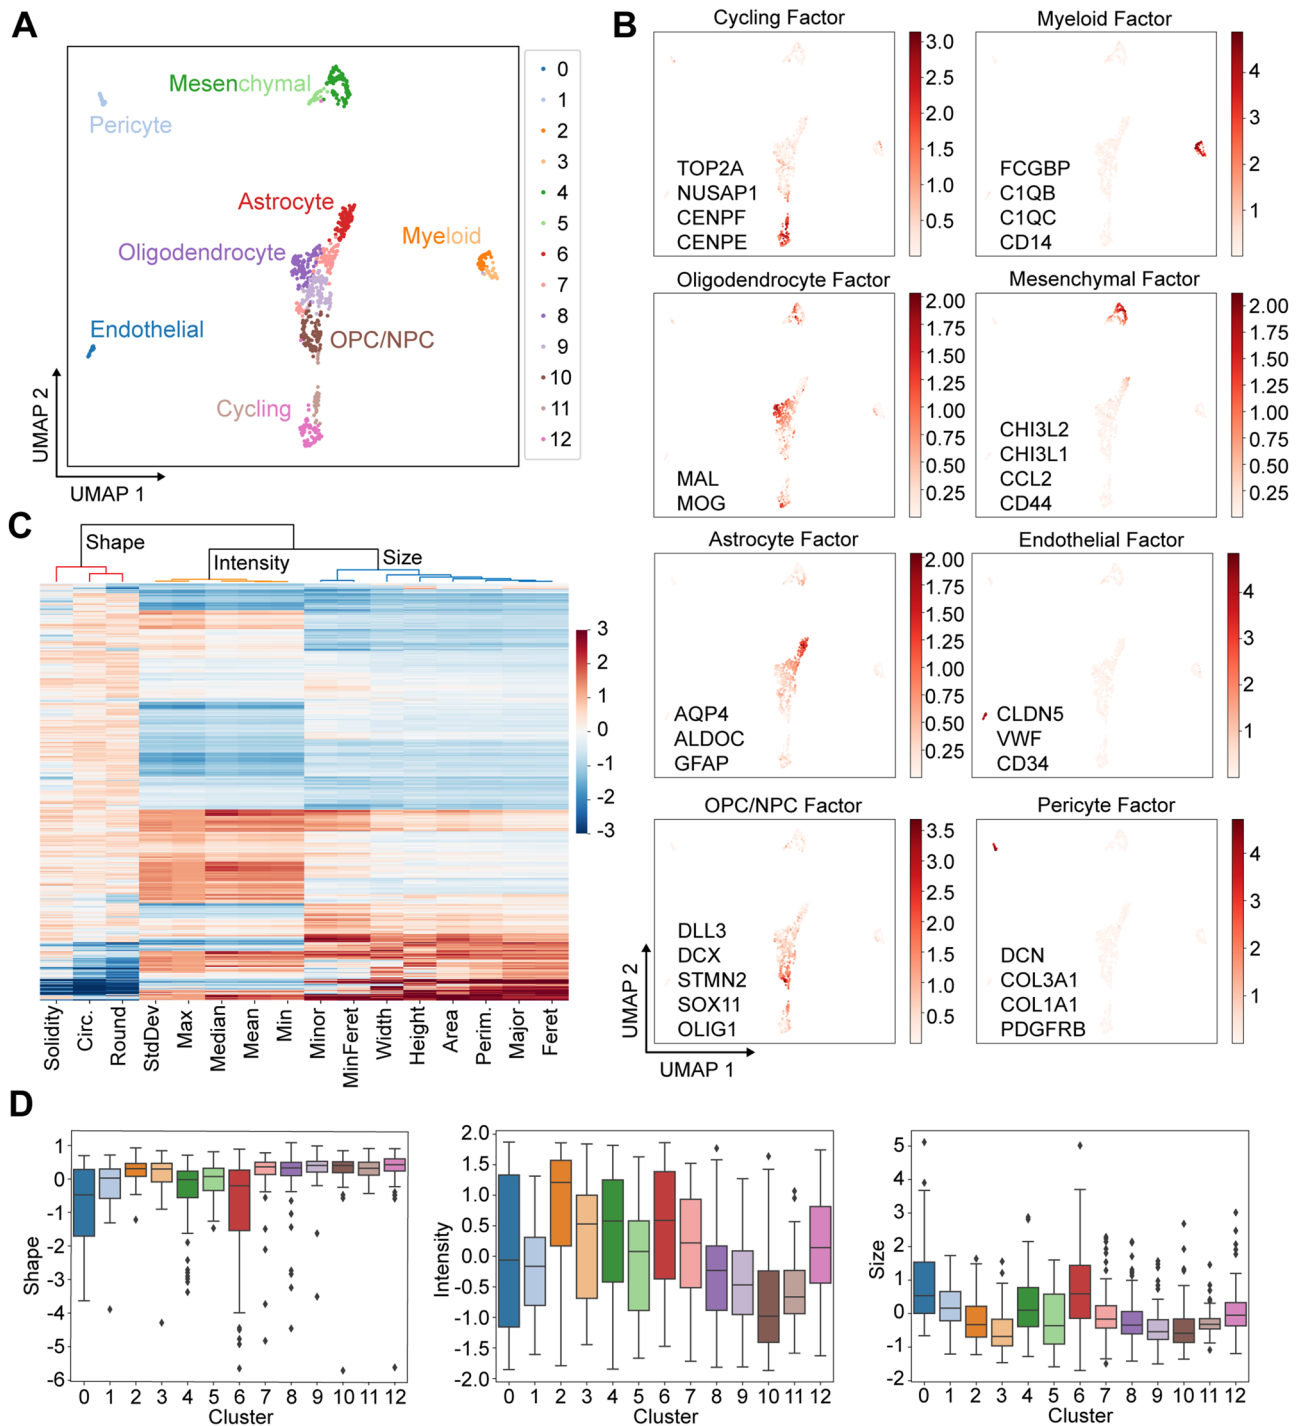 A
Mesenchymal
Pericyte
Astrocyte
Oligodendrocyte
Myeloid
Endothelial
OPC/NPC
Cycling
UMAP 2
UMAP 1
0
1
2
3
4
5
6
7
8
9
10
11
12
B
Cycling Factor
TOP2A
NUSAP1
CENPF
CENPE
3.0
2.5
2.0
1.5
1.0
0.5
Myeloid Factor
FCGBP
C1QB
C1QC
CD14
4
3
2
1
Oligodendrocyte Factor
MAL
MOG
2.00
1.75
1.50
1.25
1.00
0.75
0.50
0.25
Mesenchymal Factor
CHI3L2
CHI3L1
CCL2
CD44
2.00
1.75
1.50
1.25
1.00
0.75
0.50
0.25
Astrocyte Factor
AQP4
ALDOC
GFAP
2.00
1.75
1.50
1.25
1.00
0.75
0.50
0.25
Endothelial Factor
CLDN5
VWF
CD34
4
3
2
1
OPC/NPC Factor
DLL3
DCX
STMN2
SOX11
OLIG1
3.5
3.0
2.5
2.0
1.5
1.0
0.5
Pericyte Factor
DCN
COL3A1
COL1A1
PDGFRB
4
3
2
1
UMAP 2
UMAP 1
C
Shape
Intensity
Size
3
2
1
0
-1
-2
-3
Solidity
Circ.
Round
StdDev
Max
Median
Mean
Min
Minor
MinFeret
Width
Height
Area
Perim.
Major
Feret
D
Shape
1
0
-1
-2
-3
-4
-5
-6
0 1 2 3 4 5 6 7 8 9 10 11 12
Cluster
Intensity
2.0
1.5
1.0
0.5
0.0
-0.5
-1.0
-1.5
-2.0
0 1 2 3 4 5 6 7 8 9 10 11 12
Cluster
Size
5
4
3
2
1
0
-1
-2
0 1 2 3 4 5 6 7 8 9 10 11 12
Cluster